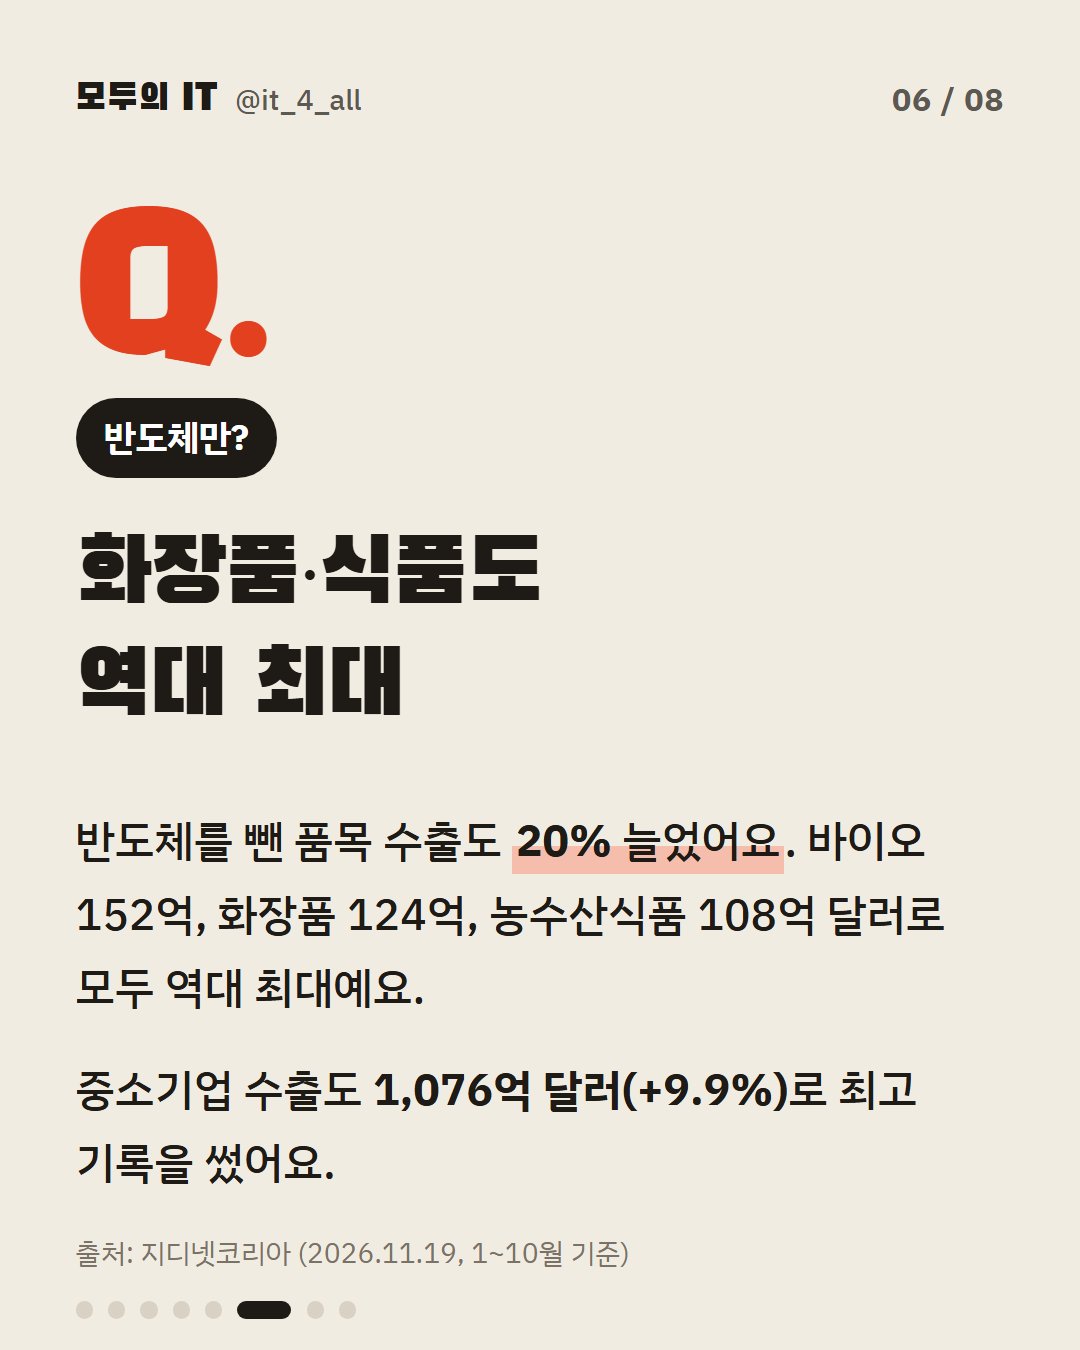 모두의 IT @it_4_all
06 / 08
Q.
반도체만?
화장품·식품도
역대 최대
반도체를 뺀 품목 수출도 20% 늘었어요. 바이오
152억, 화장품 124억, 농수산식품 108억 달러로
모두 역대 최대예요.
중소기업 수출도 1,076억 달러(+9.9%)로 최고
기록을 썼어요.
출처: 지디넷코리아 (2026.11.19, 1~10월 기준)